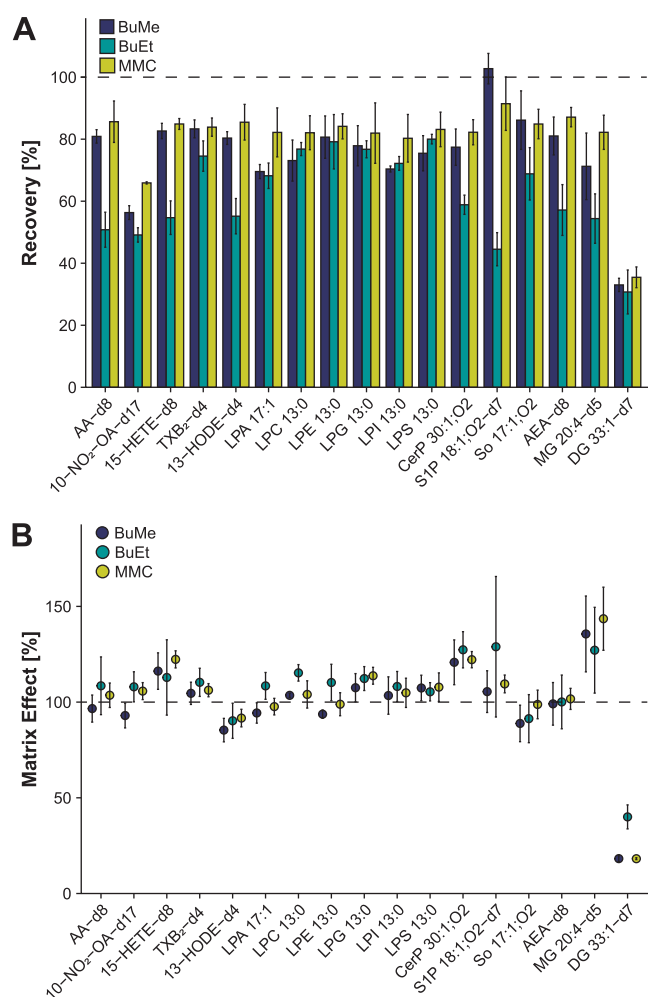 A
BuMe
BuEt
MMC
Recovery [%]
100
80
60
40
20
0
AA–d8
10–NO₂–OA–d17
15–HETE–d8
TXB₂–d4
13–HODE–d4
LPA 17:1
LPC 13:0
LPE 13:0
LPG 13:0
LPI 13:0
LPS 13:0
CerP 30:1;O2
S1P 18:1;O2–d7
So 17:1;O2
AEA–d8
MG 20:4–d5
DG 33:1–d7
B
BuMe
BuEt
MMC
Matrix Effect [%]
150
100
50
0
AA–d8
10–NO₂–OA–d17
15–HETE–d8
TXB₂–d4
13–HODE–d4
LPA 17:1
LPC 13:0
LPE 13:0
LPG 13:0
LPI 13:0
LPS 13:0
CerP 30:1;O2
S1P 18:1;O2–d7
So 17:1;O2
AEA–d8
MG 20:4–d5
DG 33:1–d7